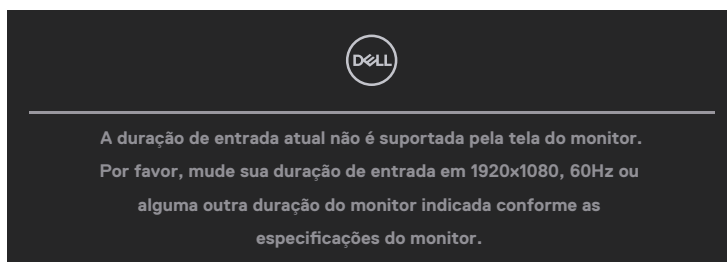 DELL
A duração de entrada atual não é suportada pela tela do monitor.
Por favor, mude sua duração de entrada em 1920x1080, 60Hz ou
alguma outra duração do monitor indicada conforme as
especificações do monitor.